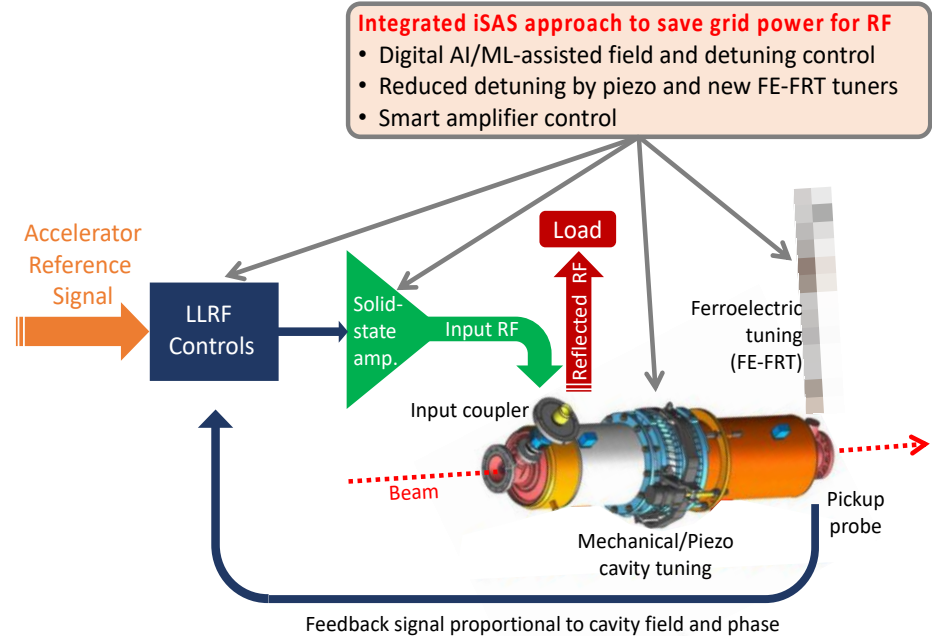 Integrated iSAS approach to save grid power for RF
• Digital AI/ML-assisted field and detuning control
• Reduced detuning by piezo and new FE-FRT tuners
• Smart amplifier control
Accelerator
Reference
Signal
LLRF
Controls
Solid-
state
amp.
Input RF
Load
Reflected RF
Ferroelectric
tuning
(FE-FRT)
Input coupler
Beam
Pickup
probe
Mechanical/Piezo
cavity tuning
Feedback signal proportional to cavity field and phase